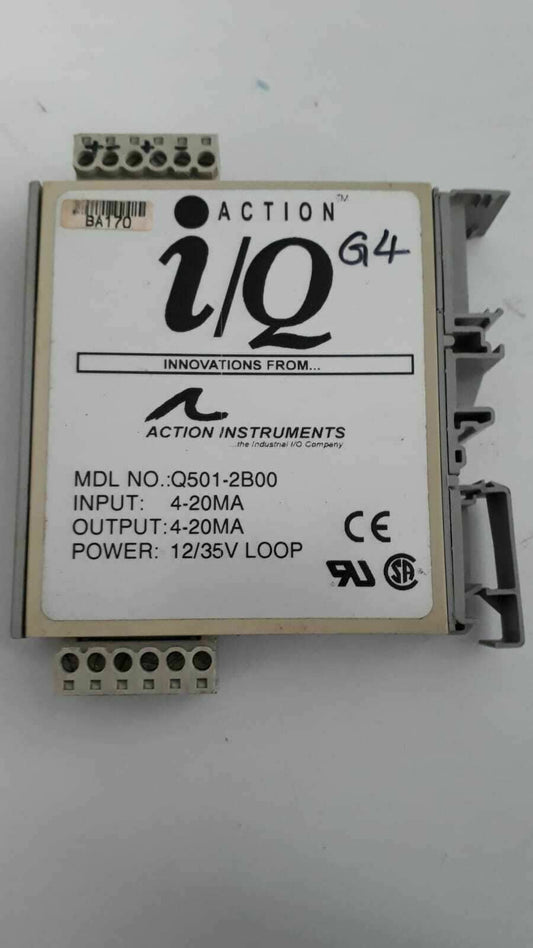 + - +  -
BA170
ACTION™
G4
i/Q
INNOVATIONS FROM...
ACTION INSTRUMENTS
...the Industrial I/O Company
MDL NO.:Q501-2B00
INPUT: 4-20MA
OUTPUT:4-20MA
POWER: 12/35V LOOP
CE
SA